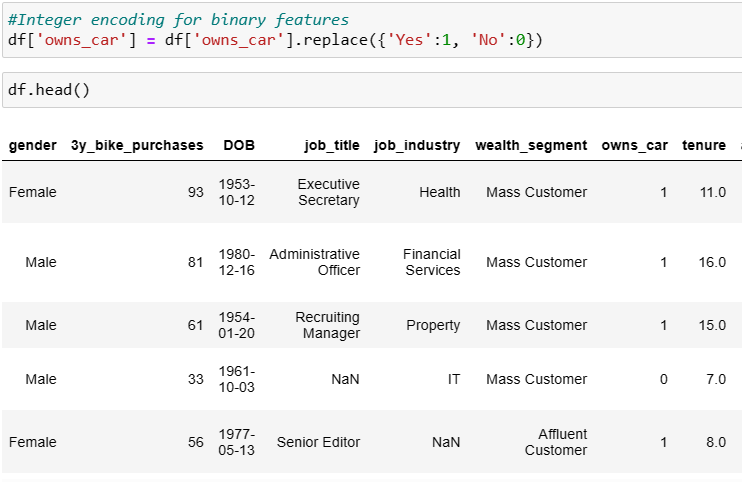 #Integer encoding for binary features
df['owns_car'] = df['owns_car'].replace({'Yes':1, 'No':0})
df.head()
gender 3y_bike_purchases DOB job_title job_industry wealth_segment owns_car tenure
Female 93 1953-10-12 Executive Secretary Health Mass Customer 1 11.0
Male 81 1980-12-16 Administrative Officer Financial Services Mass Customer 1 16.0
Male 61 1954-01-20 Recruiting Manager Property Mass Customer 1 15.0
Male 33 1961-10-03 NaN IT Mass Customer 0 7.0
Female 56 1977-05-13 Senior Editor NaN Affluent Customer 1 8.0